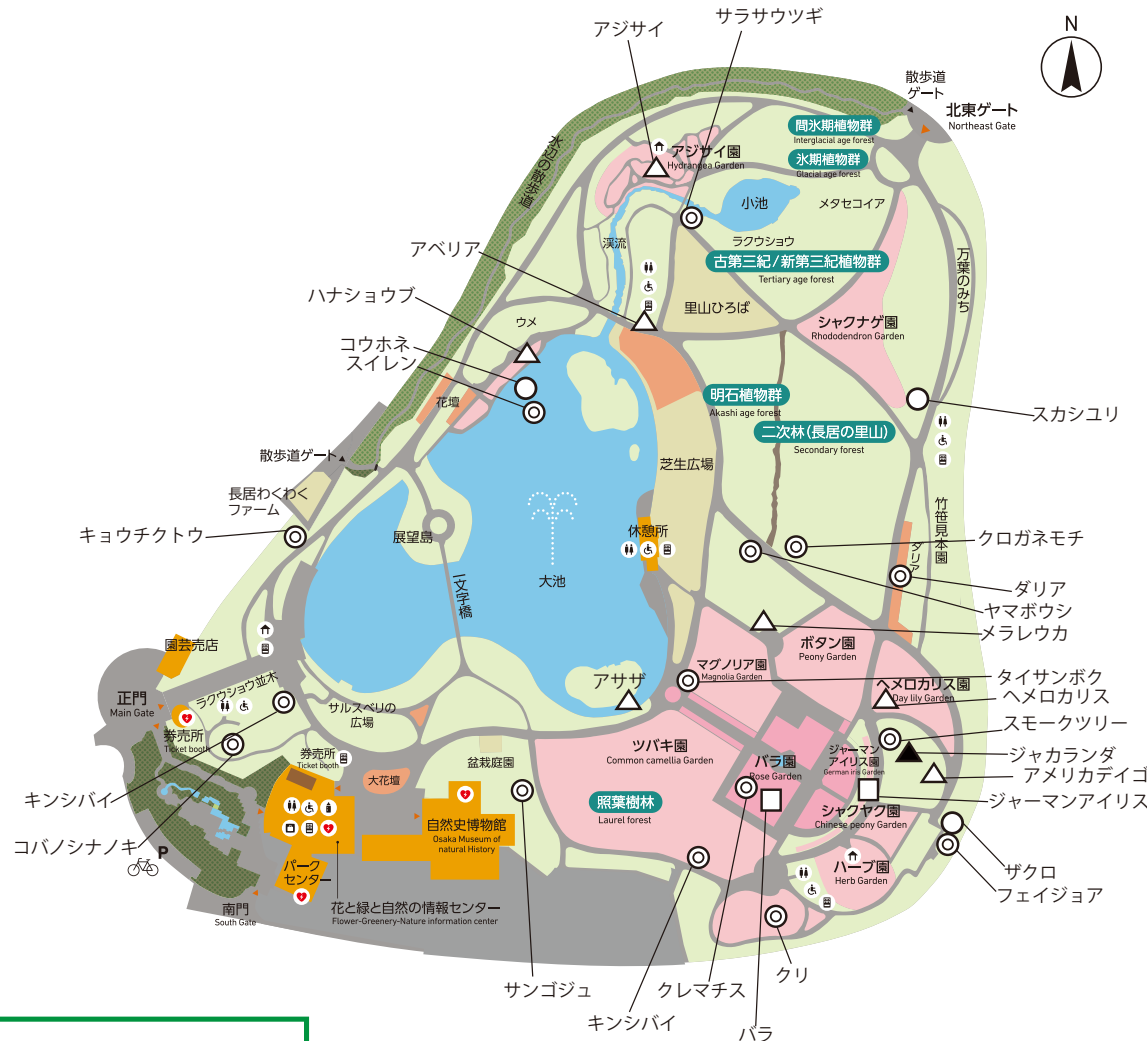 サラサウツギ
アジサイ
N
散歩道
ゲート
北東ゲート
Northeast Gate
間氷期植物群
Interglacial age forest
氷期植物群
Glacial age forest
アジサイ園
Hydrangea Garden
水辺の散歩道
小池
メタセコイア
渓流
ラクウショウ
古第三紀/新第三紀植物群
Tertiary age forest
万葉のみち
アベリア
ハナショウブ
コウホネ
スイレン
ウメ
里山ひろば
シャクナゲ園
Rhododendron Garden
花壇
明石植物群
Akashi age forest
二次林(長居の里山)
Secondary forest
スカシユリ
散歩道ゲート
芝生広場
長居わくわく
ファーム
キョウチクトウ
展望島
休憩所
竹笹見本園
ダリア
クロガネモチ
大池
一文字橋
ダリア
ヤマボウシ
メラレウカ
園芸売店
ボタン園
Peony Garden
マグノリア園
Magnolia Garden
タイサンボク
アサザ
ヘメロカリス園
Day lily Garden
ヘメロカリス
正門
Main Gate
ラクウショウ並木
サルスベリの
広場
スモークツリー
券売所
Ticket booth
券売所
Ticket booth
盆栽庭園
ツバキ園
Common camellia Garden
バラ園
Rose Garden
ジャーマン
アイリス園
German iris Garden
ジャカランダ
アメリカデイゴ
大花壇
キンシバイ
照葉樹林
Laurel forest
シャクヤク園
Chinese peony Garden
ジャーマンアイリス
自然史博物館
Osaka Museum of
natural History
コバノシナノキ
P
パーク
センター
ハーブ園
Herb Garden
ザクロ
フェイジョア
南門
South Gate
花と緑と自然の情報センター
Flower-Greenery-Nature information center
クリ
サンゴジュ
クレマチス
キンシバイ
バラ